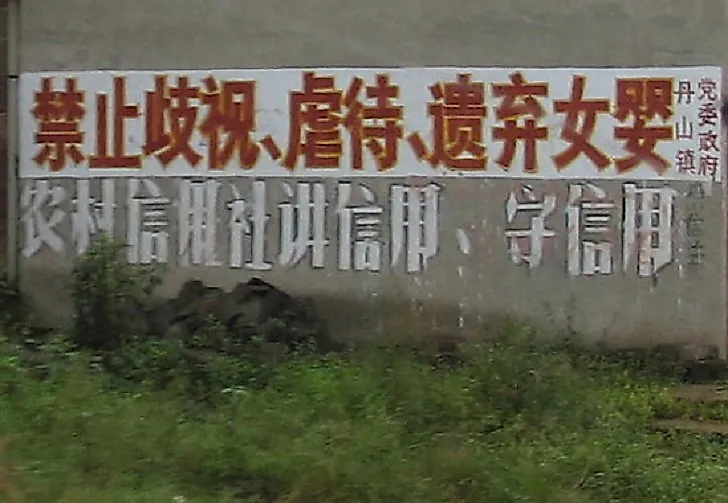 禁止歧祝、虐待、遗弃女婴
丹山镇
党委政府
农村信用社讲信用、守信用